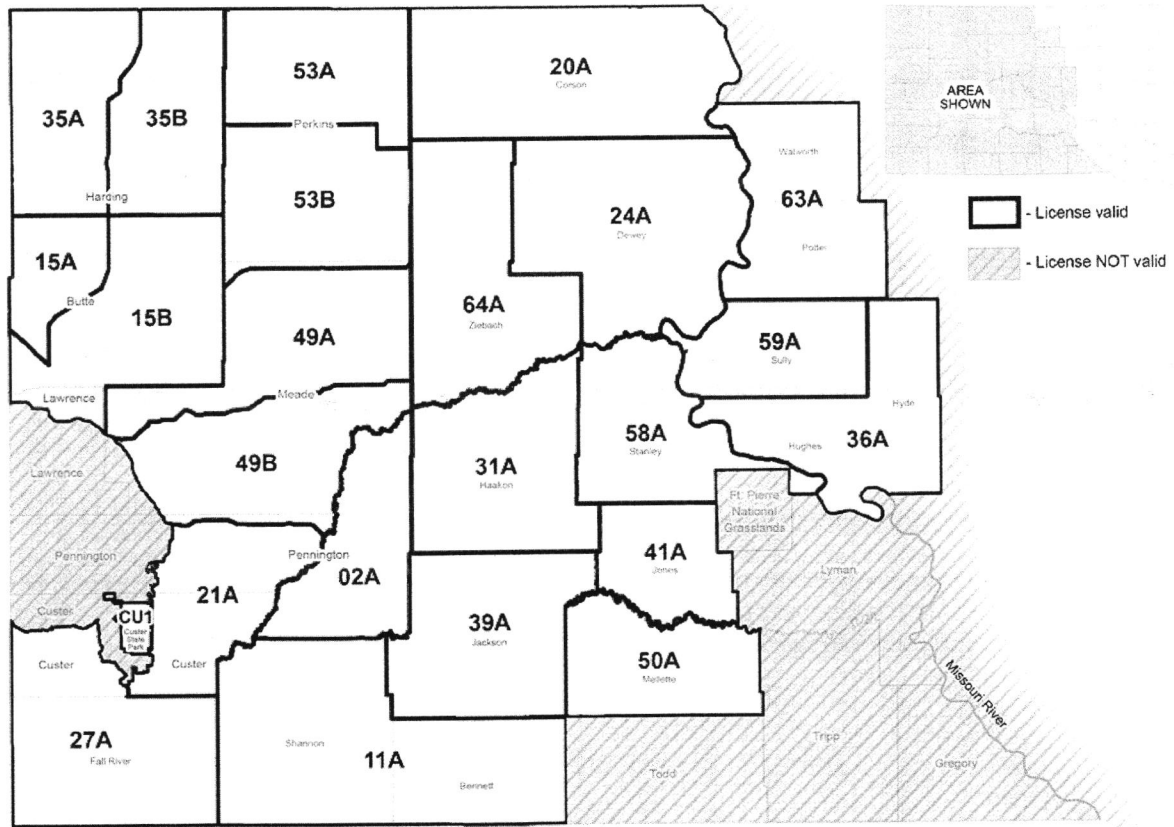 53A
20A
Corson
35A
35B
AREA
SHOWN
Perkins
Walworth
Harding
53B
24A
Dewey
63A
- License valid
Potter
15A
- License NOT valid
Butte
15B
64A
Ziebach
49A
59A
Sully
Lawrence
Meade
Hyde
58A
Stanley
Hughes
36A
49B
31A
Haakon
Lawrence
Ft. Pierre
National
Grasslands
Pennington
Pennington
02A
41A
Jones
Lyman
21A
Custer
CU1
Custer
State
Park
39A
Jackson
Custer
Custer
50A
Mellette
Missouri River
27A
Fall River
Shannon
11A
Bennett
Todd
Tripp
Gregory